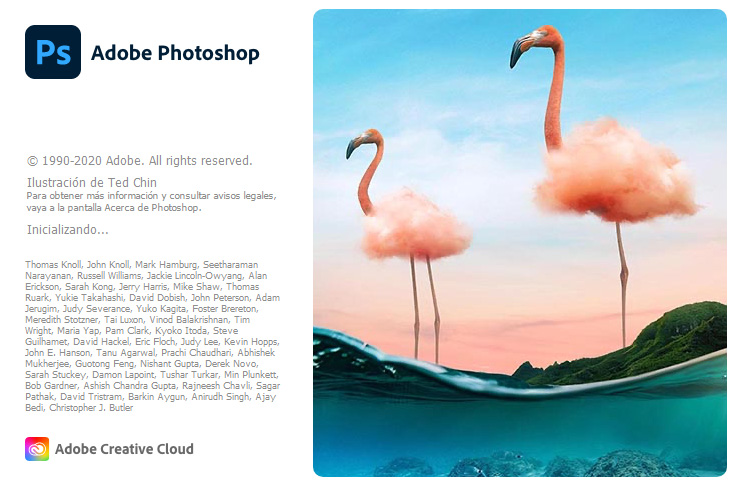 Ps Adobe Photoshop
© 1990-2020 Adobe. All rights reserved.
Ilustración de Ted Chin
Para obtener más información y consultar avisos legales,
vaya a la pantalla Acerca de Photoshop.
Inicializando...
Thomas Knoll, John Knoll, Mark Hamburg, Seetharaman
Narayanan, Russell Williams, Jackie Lincoln-Owyang, Alan
Erickson, Sarah Kong, Jerry Harris, Mike Shaw, Thomas
Ruark, Yukie Takahashi, David Dobish, John Peterson, Adam
Jerugim, Judy Severance, Yuko Kagita, Foster Brereton,
Meredith Stotzner, Tai Luxon, Vinod Balakrishnan, Tim
Wright, Maria Yap, Pam Clark, Kyoko Itoda, Steve
Guilhamet, David Hackel, Eric Floch, Judy Lee, Kevin Hopps,
John E. Hanson, Tanu Agarwal, Prachi Chaudhari, Abhishek
Mukherjee, Guotong Feng, Nishant Gupta, Derek Novo,
Sarah Stuckey, Damon Lapoint, Tushar Turkar, Min Plunkett,
Bob Gardner, Ashish Chandra Gupta, Rajneesh Chavli, Sagar
Pathak, David Tristram, Barkin Aygun, Anirudh Singh, Ajay
Bedi, Christopher J. Butler
Adobe Creative Cloud